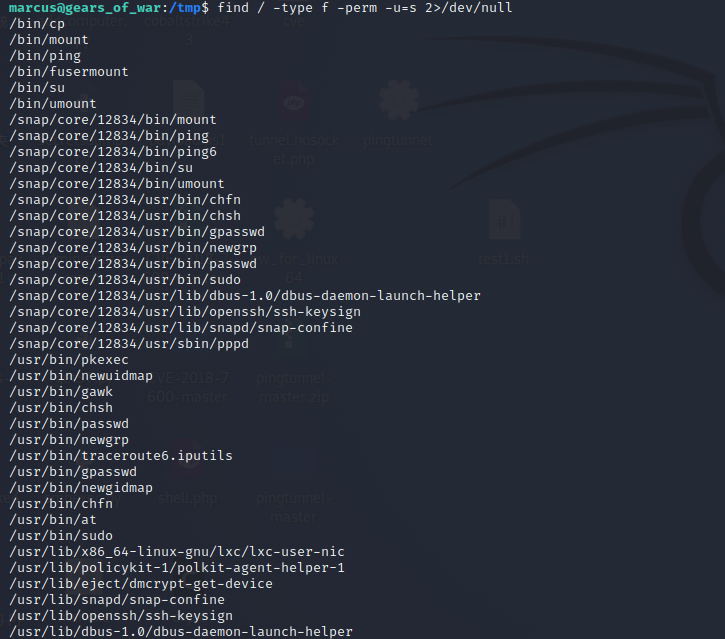 marcus@gears_of_war:/tmp$ find / -type f -perm -u=s 2>/dev/null
/bin/cp
/bin/mount
/bin/ping
/bin/fusermount
/bin/su
/bin/umount
/snap/core/12834/bin/mount
/snap/core/12834/bin/ping
/snap/core/12834/bin/ping6
/snap/core/12834/bin/su
/snap/core/12834/bin/umount
/snap/core/12834/usr/bin/chfn
/snap/core/12834/usr/bin/chsh
/snap/core/12834/usr/bin/gpasswd
/snap/core/12834/usr/bin/newgrp
/snap/core/12834/usr/bin/passwd
/snap/core/12834/usr/bin/sudo
/snap/core/12834/usr/lib/dbus-1.0/dbus-daemon-launch-helper
/snap/core/12834/usr/lib/openssh/ssh-keysign
/snap/core/12834/usr/lib/snapd/snap-confine
/snap/core/12834/usr/sbin/pppd
/usr/bin/pkexec
/usr/bin/newuidmap
/usr/bin/gawk
/usr/bin/chsh
/usr/bin/passwd
/usr/bin/newgrp
/usr/bin/traceroute6.iputils
/usr/bin/gpasswd
/usr/bin/newgidmap
/usr/bin/chfn
/usr/bin/at
/usr/bin/sudo
/usr/lib/x86_64-linux-gnu/lxc/lxc-user-nic
/usr/lib/policykit-1/polkit-agent-helper-1
/usr/lib/eject/dmcrypt-get-device
/usr/lib/snapd/snap-confine
/usr/lib/openssh/ssh-keysign
/usr/lib/dbus-1.0/dbus-daemon-launch-helper